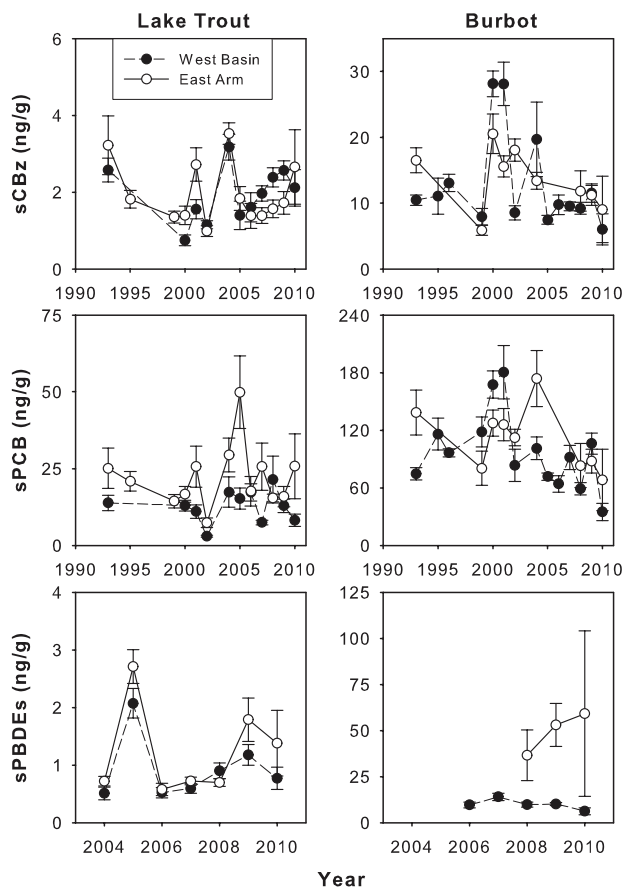 Lake Trout
Burbot
West Basin
East Arm
sCBz (ng/g)
6
4
2
0
1990 1995 2000 2005 2010
30
20
10
0
1990 1995 2000 2005 2010
sPCB (ng/g)
75
50
25
0
1990 1995 2000 2005 2010
240
180
120
60
0
1990 1995 2000 2005 2010
sPBDEs (ng/g)
4
3
2
1
0
2004 2006 2008 2010
125
100
75
50
25
0
2004 2006 2008 2010
Year